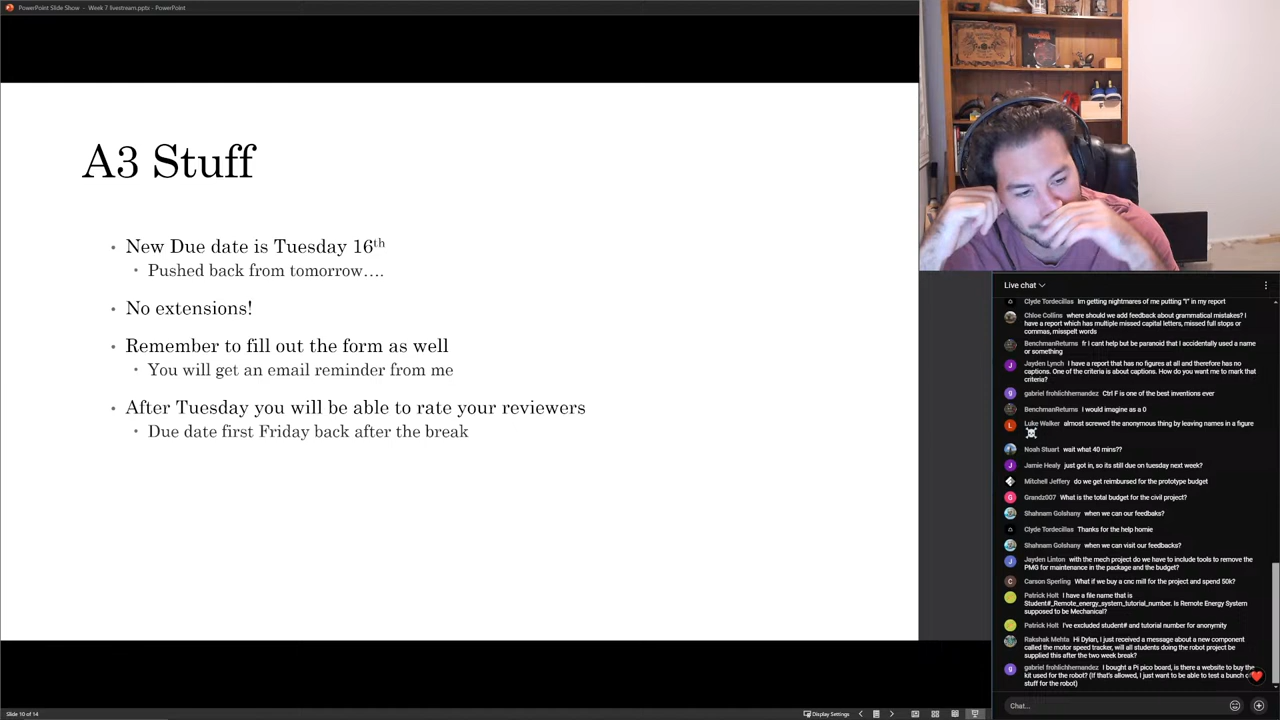 PowerPoint Slide Show - Week 7 livestream.pptx - PowerPoint
A3 Stuff
• New Due date is Tuesday 16th
• Pushed back from tomorrow....
• No extensions!
• Remember to fill out the form as well
• You will get an email reminder from me
• After Tuesday you will be able to rate your reviewers
• Due date first Friday back after the break
Live chat
Clyde Tordecillas Im getting nightmares of me putting "I" in my report
Chloe Collins where should we add feedback about grammatical mistakes? I
have a report which has multiple missed capital letters, missed full stops or
commas, misspelt words
BenchmanReturns fr I cant help but be paranoid that I accidentally used a name
or something
Jayden Lynch I have a report that has no figures at all and therefore has no
captions. One of the criteria is about captions. How do you want me to mark that
criteria?
gabriel frohlichhernandez Ctrl F is one of the best inventions ever
BenchmanReturns I would imagine as a 0
Luke Walker almost screwed the anonymous thing by leaving names in a figure
Noah Stuart wait what 40 mins??
Jamie Healy just got in, so its still due on tuesday next week?
Mitchell Jeffery do we get reimbursed for the prototype budget
Grandz007 What is the total budget for the civil project?
Shahnam Golshany when we can our feedbaks?
Clyde Tordecillas Thanks for the help homie
Shahnam Golshany when we can visit our feedbacks?
Jayden Linton with the mech project do we have to include tools to remove the
PMG for maintenance in the package and the budget?
Carson Sperling What if we buy a cnc mill for the project and spend 50k?
Patrick Holt I have a file name that is
Student#_Remote_energy_system_tutorial_number. Is Remote Energy System
supposed to be Mechanical?
Patrick Holt I've excluded student# and tutorial number for anonymity
Rakshak Mehta Hi Dylan, I just received a message about a new component
called the motor speed tracker, will all students doing the robot project be
supplied this after the two week break?
gabriel frohlichhernandez I bought a Pi pico board, is there a website to buy the
kit used for the robot? (If that's allowed, I just want to be able to test a bunch
stuff for the robot)
Chat...
Slide 10 of 14
Display Settings